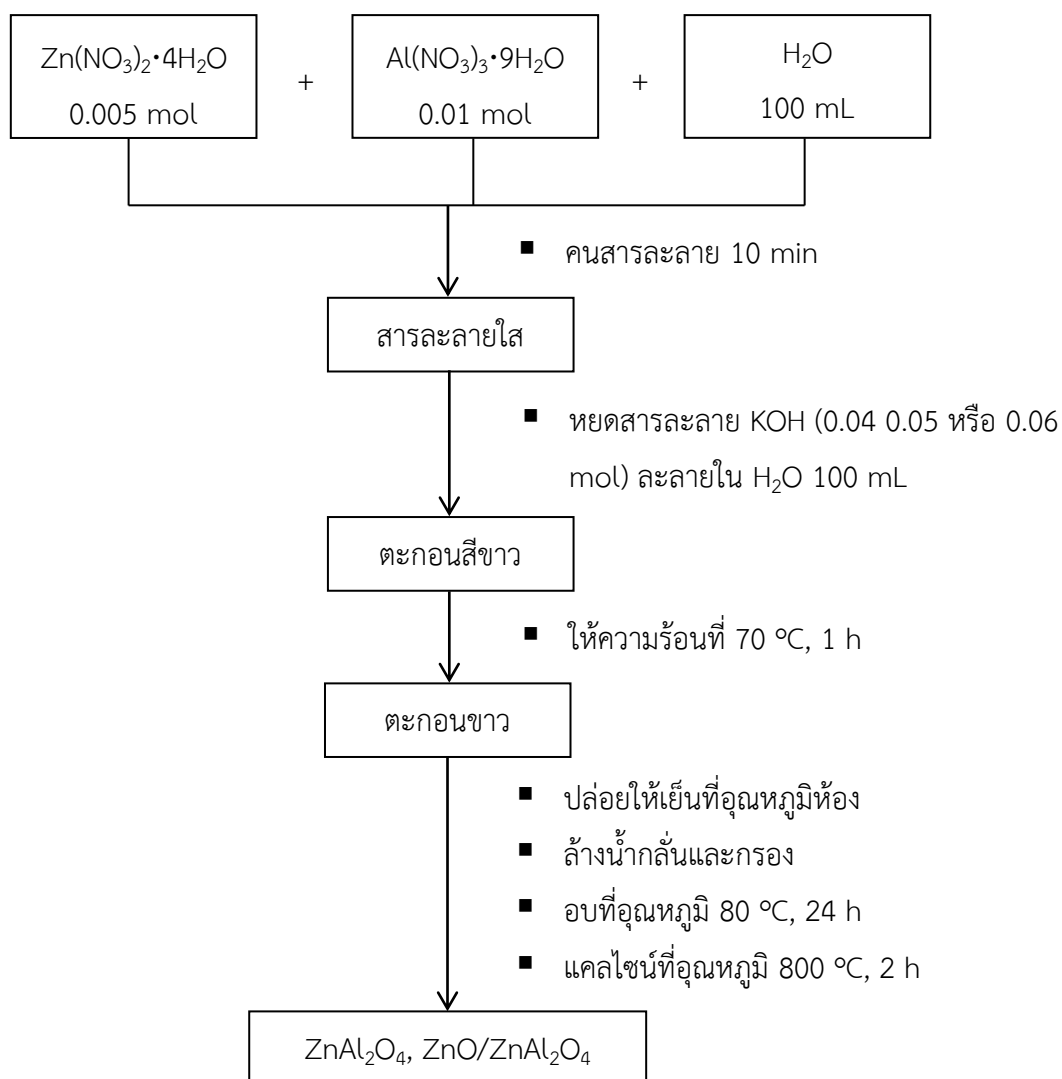 Zn(NO₃)₂•4H₂O
0.005 mol
+
Al(NO₃)₃•9H₂O
0.01 mol
+
H₂O
100 mL
▪ คนสารละลาย 10 min
สารละลายใส
▪ หยดสารละลาย KOH (0.04 0.05 หรือ 0.06
mol) ละลายใน H₂O 100 mL
ตะกอนสีขาว
▪ ให้ความร้อนที่ 70 °C, 1 h
ตะกอนขาว
▪ ปล่อยให้เย็นที่อุณหภูมิห้อง
▪ ล้างน้ำกลั่นและกรอง
▪ อบที่อุณหภูมิ 80 °C, 24 h
▪ แคลไซน์ที่อุณหภูมิ 800 °C, 2 h
ZnAl₂O₄, ZnO/ZnAl₂O₄